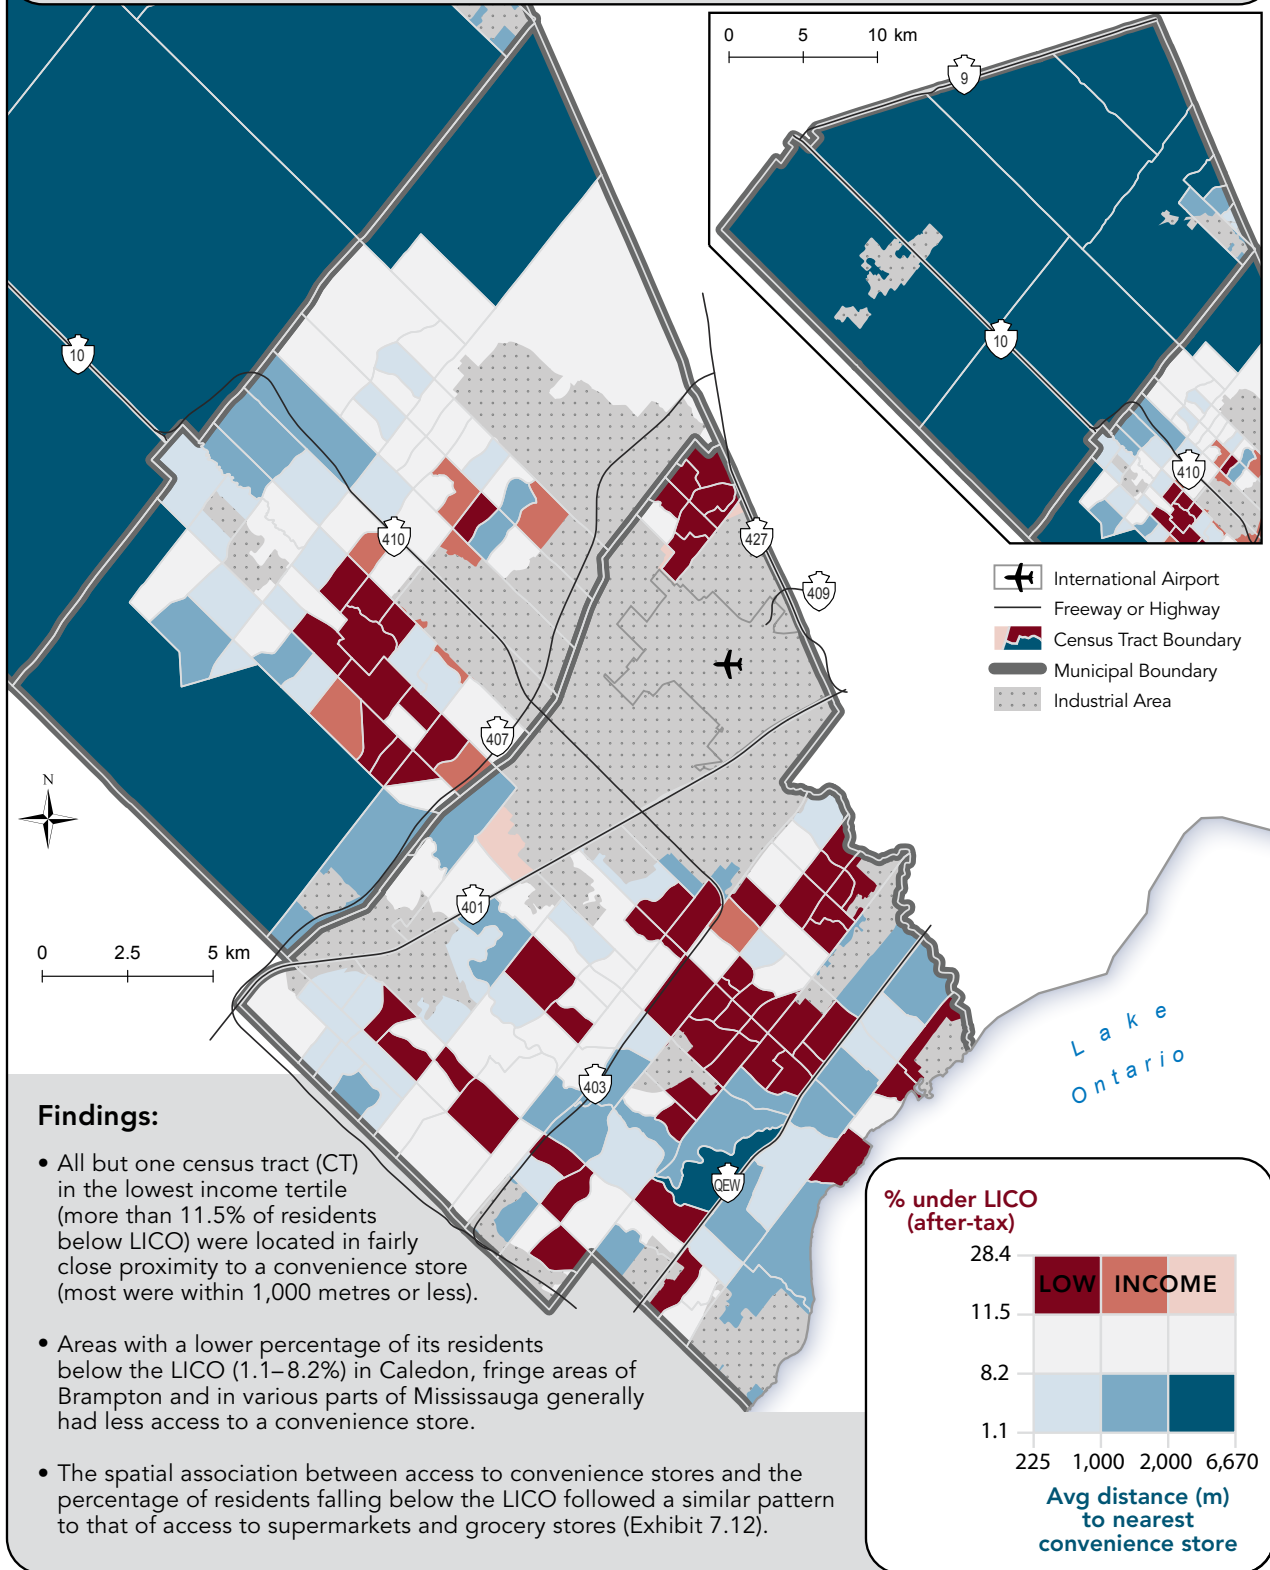 0 5 10 km
9
10
410
10
410
427
409
407
401
403
QEW
International Airport
Freeway or Highway
Census Tract Boundary
Municipal Boundary
Industrial Area
N
0 2.5 5 km
Lake
Ontario
Findings:
• All but one census tract (CT)
in the lowest income tertile
(more than 11.5% of residents
below LICO) were located in fairly
close proximity to a convenience store
(most were within 1,000 metres or less).
• Areas with a lower percentage of its residents
below the LICO (1.1–8.2%) in Caledon, fringe areas of
Brampton and in various parts of Mississauga generally
had less access to a convenience store.
• The spatial association between access to convenience stores and the
percentage of residents falling below the LICO followed a similar pattern
to that of access to supermarkets and grocery stores (Exhibit 7.12).
% under LICO
(after-tax)
28.4
LOW INCOME
11.5
8.2
1.1
225 1,000 2,000 6,670
Avg distance (m)
to nearest
convenience store